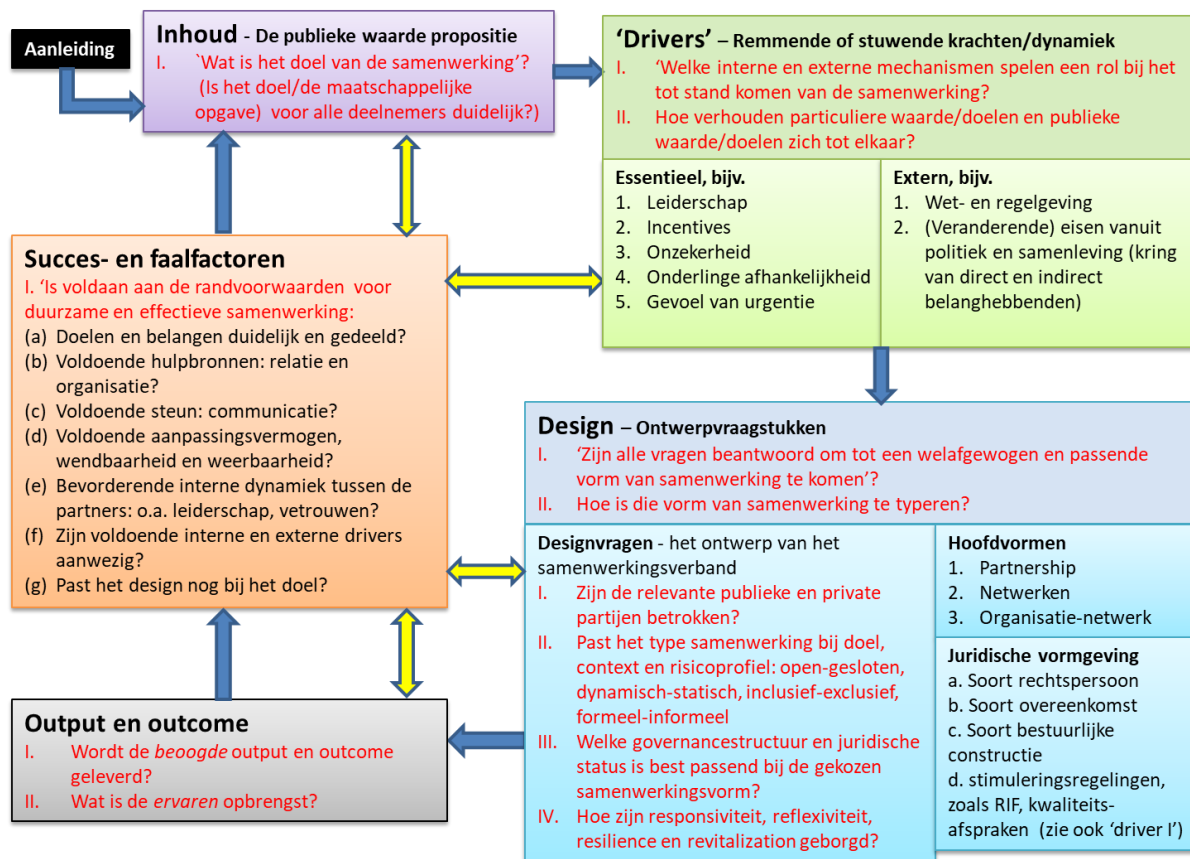 Aanleiding
Inhoud - De publieke waarde propositie
I. `Wat is het doel van de samenwerking’?
(Is het doel/de maatschappelijke
opgave) voor alle deelnemers duidelijk?)
‘Drivers’ – Remmende of stuwende krachten/dynamiek
I. ‘Welke interne en externe mechanismen spelen een rol bij het
tot stand komen van de samenwerking?
II. Hoe verhouden particuliere waarde/doelen en publieke
waarde/doelen zich tot elkaar?
Essentieel, bijv.
1. Leiderschap
2. Incentives
3. Onzekerheid
4. Onderlinge afhankelijkheid
5. Gevoel van urgentie
Extern, bijv.
1. Wet- en regelgeving
2. (Veranderende) eisen vanuit
politiek en samenleving (kring
van direct en indirect
belanghebbenden)
Succes- en faalfactoren
I. ‘Is voldaan aan de randvoorwaarden voor
duurzame en effectieve samenwerking:
(a) Doelen en belangen duidelijk en gedeeld?
(b) Voldoende hulpbronnen: relatie en
organisatie?
(c) Voldoende steun: communicatie?
(d) Voldoende aanpassingsvermogen,
wendbaarheid en weerbaarheid?
(e) Bevorderende interne dynamiek tussen de
partners: o.a. leiderschap, vetrouwen?
(f) Zijn voldoende interne en externe drivers
aanwezig?
(g) Past het design nog bij het doel?
Design – Ontwerpvraagstukken
I. ‘Zijn alle vragen beantwoord om tot een welafgewogen en passende
vorm van samenwerking te komen’?
II. Hoe is die vorm van samenwerking te typeren?
Designvragen - het ontwerp van het
samenwerkingsverband
I. Zijn de relevante publieke en private
partijen betrokken?
II. Past het type samenwerking bij doel,
context en risicoprofiel: open-gesloten,
dynamisch-statisch, inclusief-exclusief,
formeel-informeel
III. Welke governancestructuur en juridische
status is best passend bij de gekozen
samenwerkingsvorm?
IV. Hoe zijn responsiviteit, reflexiviteit,
resilience en revitalization geborgd?
Hoofdvormen
1. Partnership
2. Netwerken
3. Organisatie-netwerk
Juridische vormgeving
a. Soort rechtspersoon
b. Soort overeenkomst
c. Soort bestuurlijke
constructie
d. stimuleringsregelingen,
zoals RIF, kwaliteits-
afspraken (zie ook ‘driver I’)
Output en outcome
I. Wordt de beoogde output en outcome
geleverd?
II. Wat is de ervaren opbrengst?